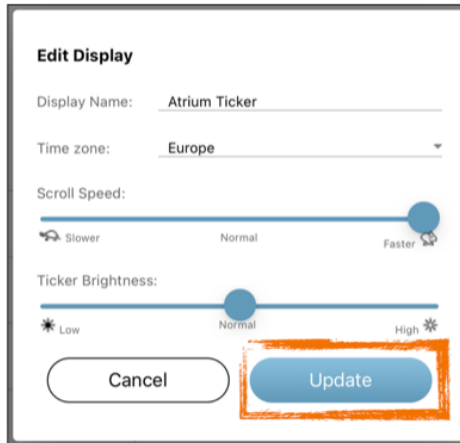 Edit Display
Display Name: Atrium Ticker
Time zone: Europe
Scroll Speed:
Slower Normal Faster
Ticker Brightness:
Low Normal High
Cancel Update